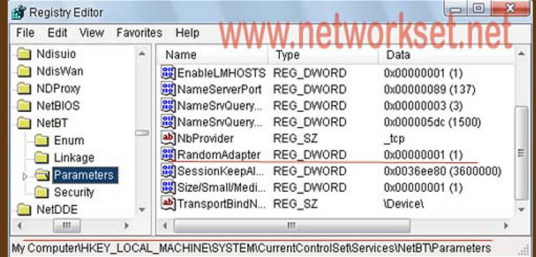 Registry Editor
File Edit View Favorites Help
www.networkset.net
Ndisuio
NdisWan
NDProxy
NetBIOS
NetBT
Enum
Linkage
Parameters
Security
NetDDE
Name Type Data
EnableLMHOSTS REG_DWORD 0x00000001 (1)
NameServerPort REG_DWORD 0x00000089 (137)
NameSrvQuery... REG_DWORD 0x00000003 (3)
NameSrvQuery... REG_DWORD 0x000005dc (1500)
NbProvider REG_SZ _tcp
RandomAdapter REG_DWORD 0x00000001 (1)
SessionKeepAl... REG_DWORD 0x0036ee80 (3600000)
Size/Small/Medi... REG_DWORD 0x00000001 (1)
TransportBindN... REG_SZ \Device\
My Computer\HKEY_LOCAL_MACHINE\SYSTEM\CurrentControlSet\Services\NetBT\Parameters